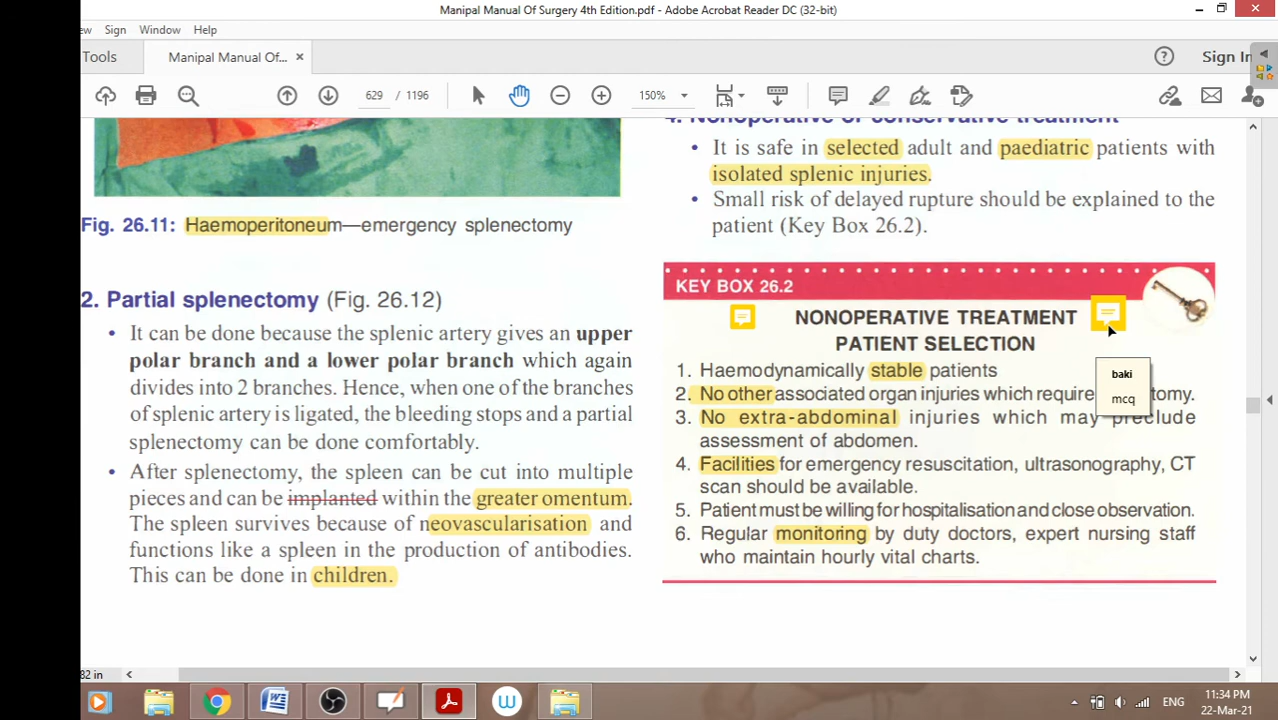 Manipal Manual Of Surgery 4th Edition.pdf - Adobe Acrobat Reader DC (32-bit)
ew Sign Window Help
Tools
Manipal Manual Of... ×
Sign In
629 / 1196
150%
Fig. 26.11: Haemoperitoneum—emergency splenectomy
2. Partial splenectomy (Fig. 26.12)
• It can be done because the splenic artery gives an upper
polar branch and a lower polar branch which again
divides into 2 branches. Hence, when one of the branches
of splenic artery is ligated, the bleeding stops and a partial
splenectomy can be done comfortably.
• After splenectomy, the spleen can be cut into multiple
pieces and can be implanted within the greater omentum.
The spleen survives because of neovascularisation and
functions like a spleen in the production of antibodies.
This can be done in children.
4. Nonoperative or conservative treatment
• It is safe in selected adult and paediatric patients with
isolated splenic injuries.
• Small risk of delayed rupture should be explained to the
patient (Key Box 26.2).
KEY BOX 26.2
NONOPERATIVE TREATMENT
PATIENT SELECTION
1. Haemodynamically stable patients
2. No other associated organ injuries which require tomy.
3. No extra-abdominal injuries which may preclude
assessment of abdomen.
4. Facilities for emergency resuscitation, ultrasonography, CT
scan should be available.
5. Patient must be willing for hospitalisation and close observation.
6. Regular monitoring by duty doctors, expert nursing staff
who maintain hourly vital charts.
baki
mcq
82 in
ENG
11:34 PM
22-Mar-21